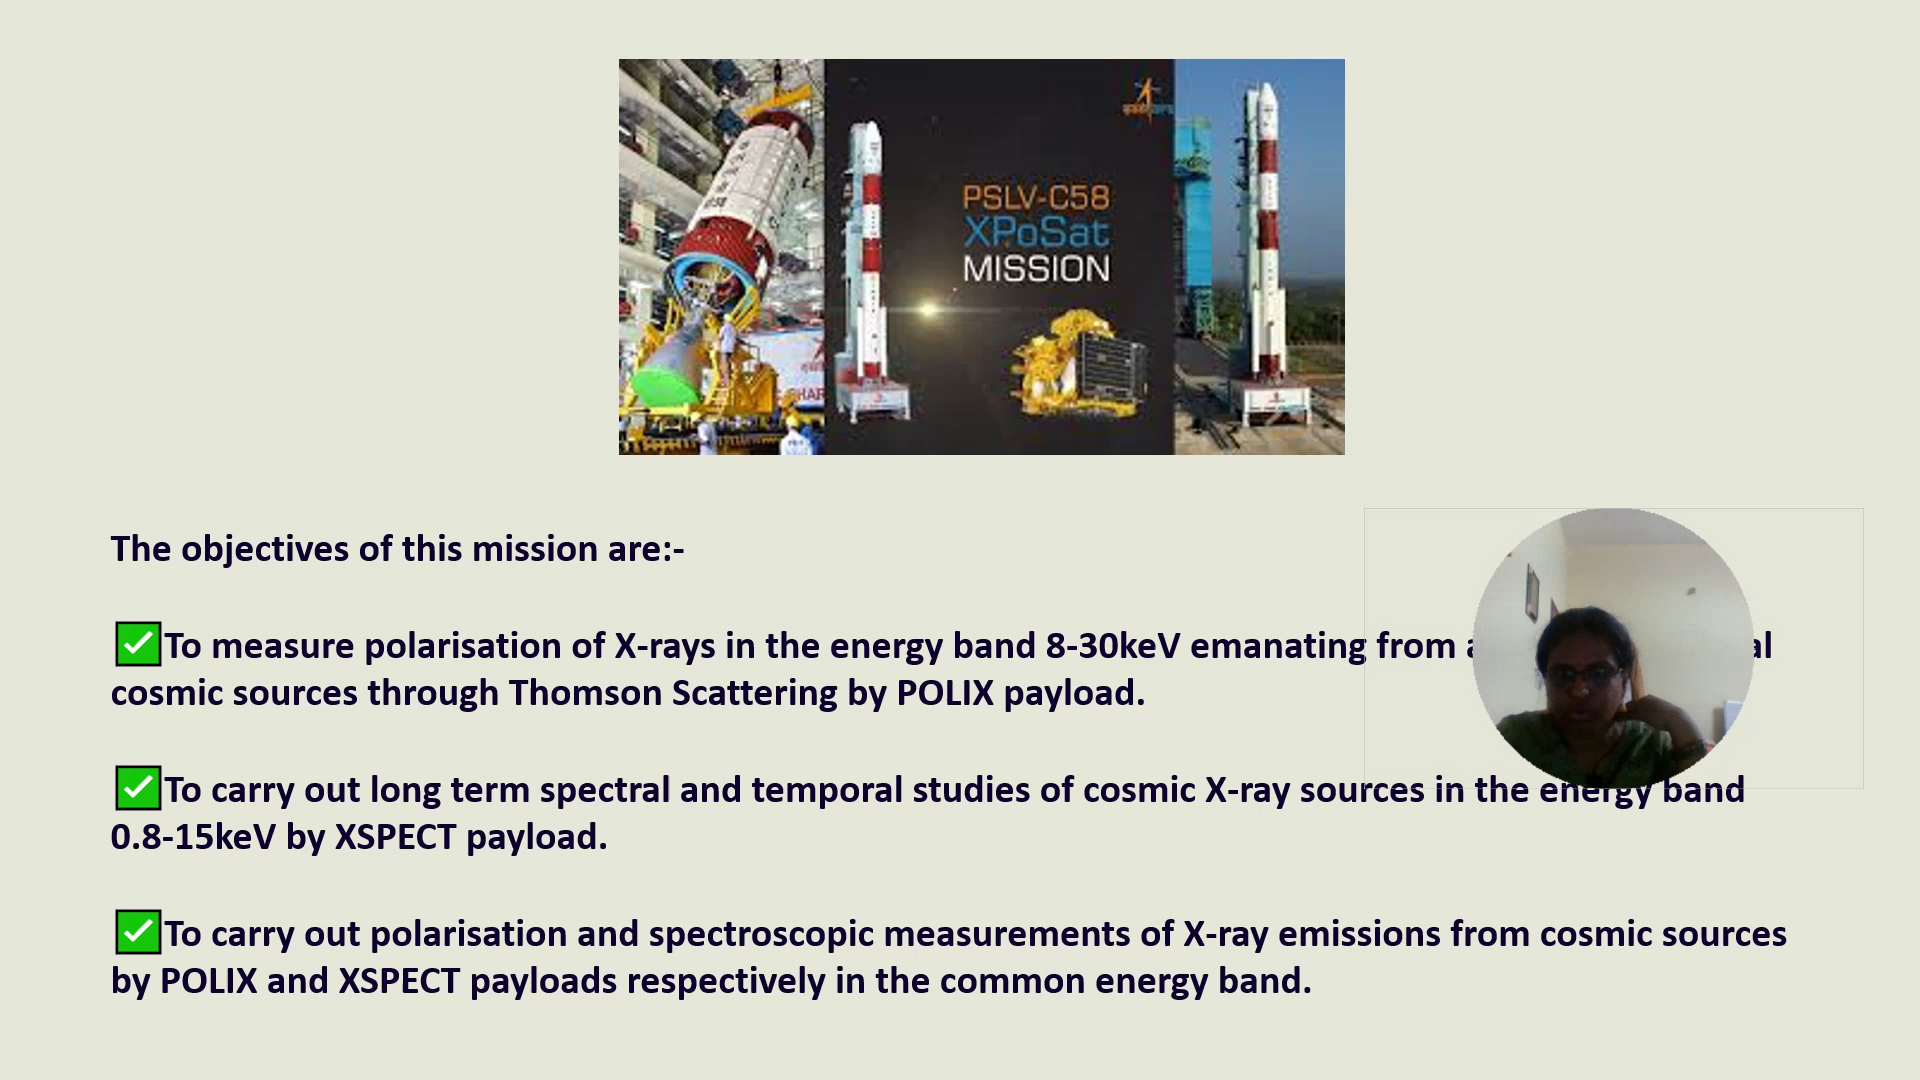 PSLV-C58
XPoSat
MISSION
The objectives of this mission are:-
To measure polarisation of X-rays in the energy band 8-30keV emanating from al
cosmic sources through Thomson Scattering by POLIX payload.
To carry out long term spectral and temporal studies of cosmic X-ray sources in the energy band
0.8-15keV by XSPECT payload.
To carry out polarisation and spectroscopic measurements of X-ray emissions from cosmic sources
by POLIX and XSPECT payloads respectively in the common energy band.